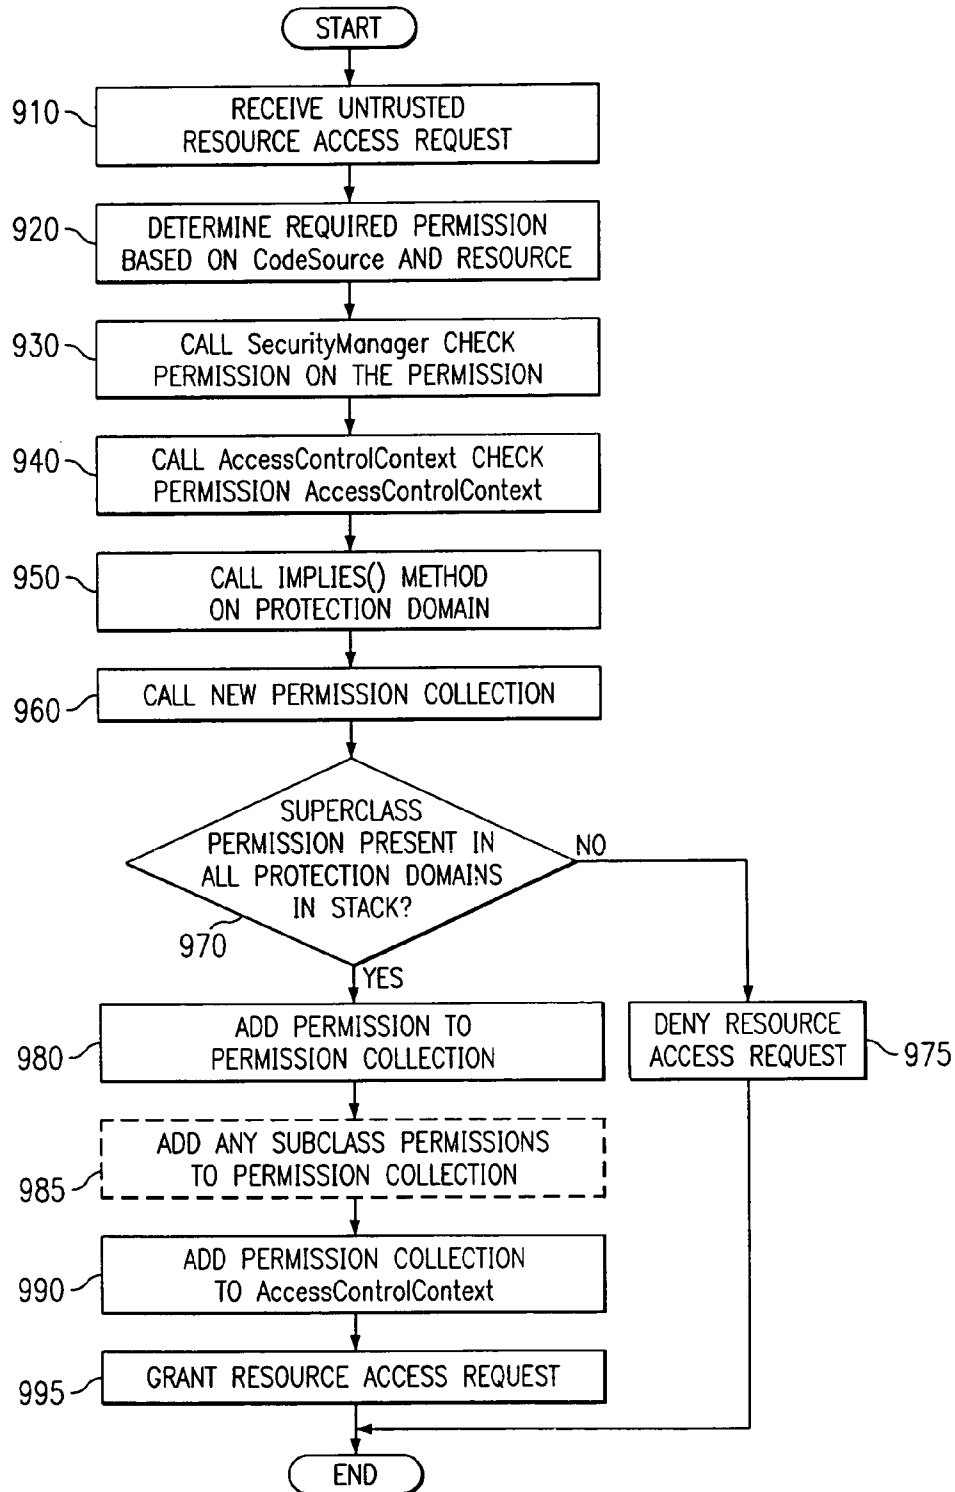 START
910
RECEIVE UNTRUSTED
RESOURCE ACCESS REQUEST
920
DETERMINE REQUIRED PERMISSION
BASED ON CodeSource AND RESOURCE
930
CALL SecurityManager CHECK
PERMISSION ON THE PERMISSION
940
CALL AccessControlContext CHECK
PERMISSION AccessControlContext
950
CALL IMPLIES() METHOD
ON PROTECTION DOMAIN
960
CALL NEW PERMISSION COLLECTION
SUPERCLASS
PERMISSION PRESENT IN
ALL PROTECTION DOMAINS
IN STACK?
970
NO
YES
980
ADD PERMISSION TO
PERMISSION COLLECTION
DENY RESOURCE
ACCESS REQUEST
975
985
ADD ANY SUBCLASS PERMISSIONS
TO PERMISSION COLLECTION
990
ADD PERMISSION COLLECTION
TO AccessControlContext
995
GRANT RESOURCE ACCESS REQUEST
END